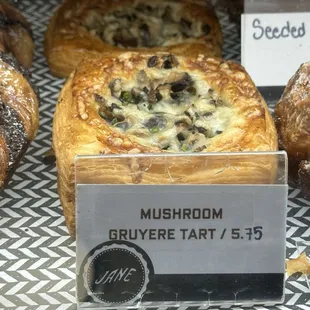 Seeded
MUSHROOM
GRUYERE TART / 5.75
JANE